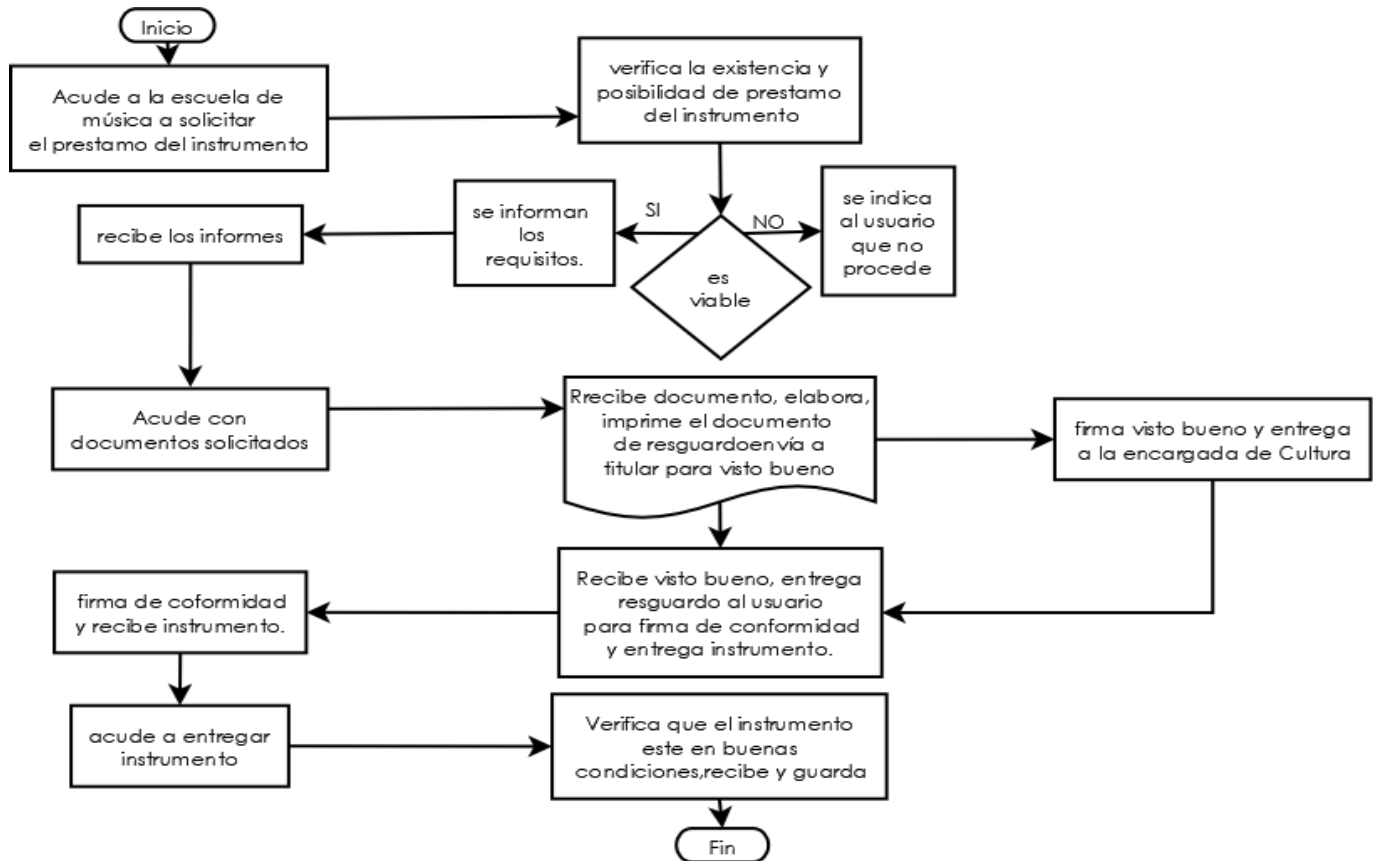 Inicio
Acude a la escuela de
música a solicitar
el prestamo del instrumento
verifica la existencia y
posibilidad de prestamo
del instrumento
es
viable
SI
NO
se indica
al usuario
que no
procede
se informan
los
requisitos.
recibe los informes
Acude con
documentos solicitados
Rrecibe documento, elabora,
imprime el documento
de resguardoenvía a
titular para visto bueno
firma visto bueno y entrega
a la encargada de Cultura
Recibe visto bueno, entrega
resguardo al usuario
para firma de conformidad
y entrega instrumento.
firma de coformidad
y recibe instrumento.
acude a entregar
instrumento
Verifica que el instrumento
este en buenas
condiciones,recibe y guarda
Fin